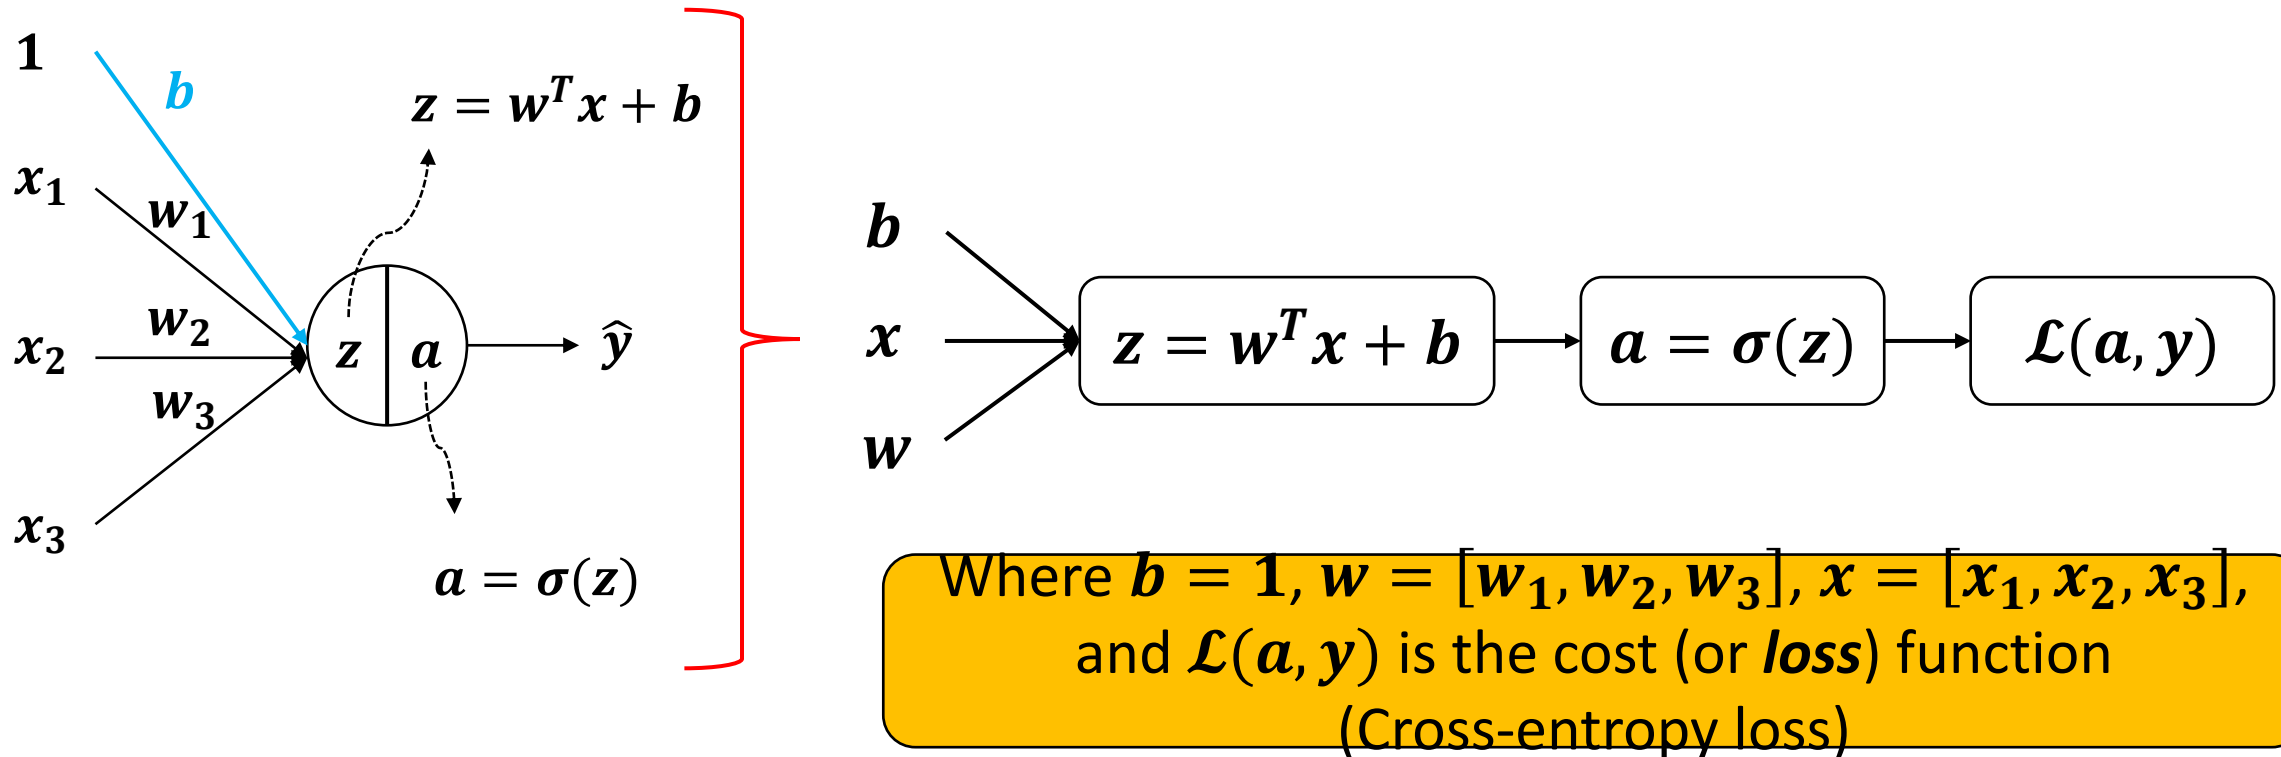 1
b
z = wᵀx + b
x₁
w₁
w₂
x₂
z a
ŷ
w₃
x₃
a = σ(z)
b
x
z = wᵀx + b
a = σ(z)
ℒ(a, y)
w
Where b = 1, w = [w₁, w₂, w₃], x = [x₁, x₂, x₃],
and ℒ(a, y) is the cost (or loss) function
(Cross-entropy loss)